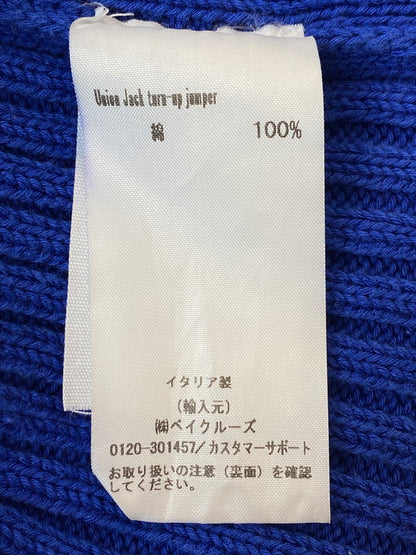 Union Jack turn-up jumper
綿 100%
イタリア製
(輸入元)
㈱ベイクルーズ
0120-301457/カスタマーサポート
お取り扱いの注意(裏面)を確認
してください。